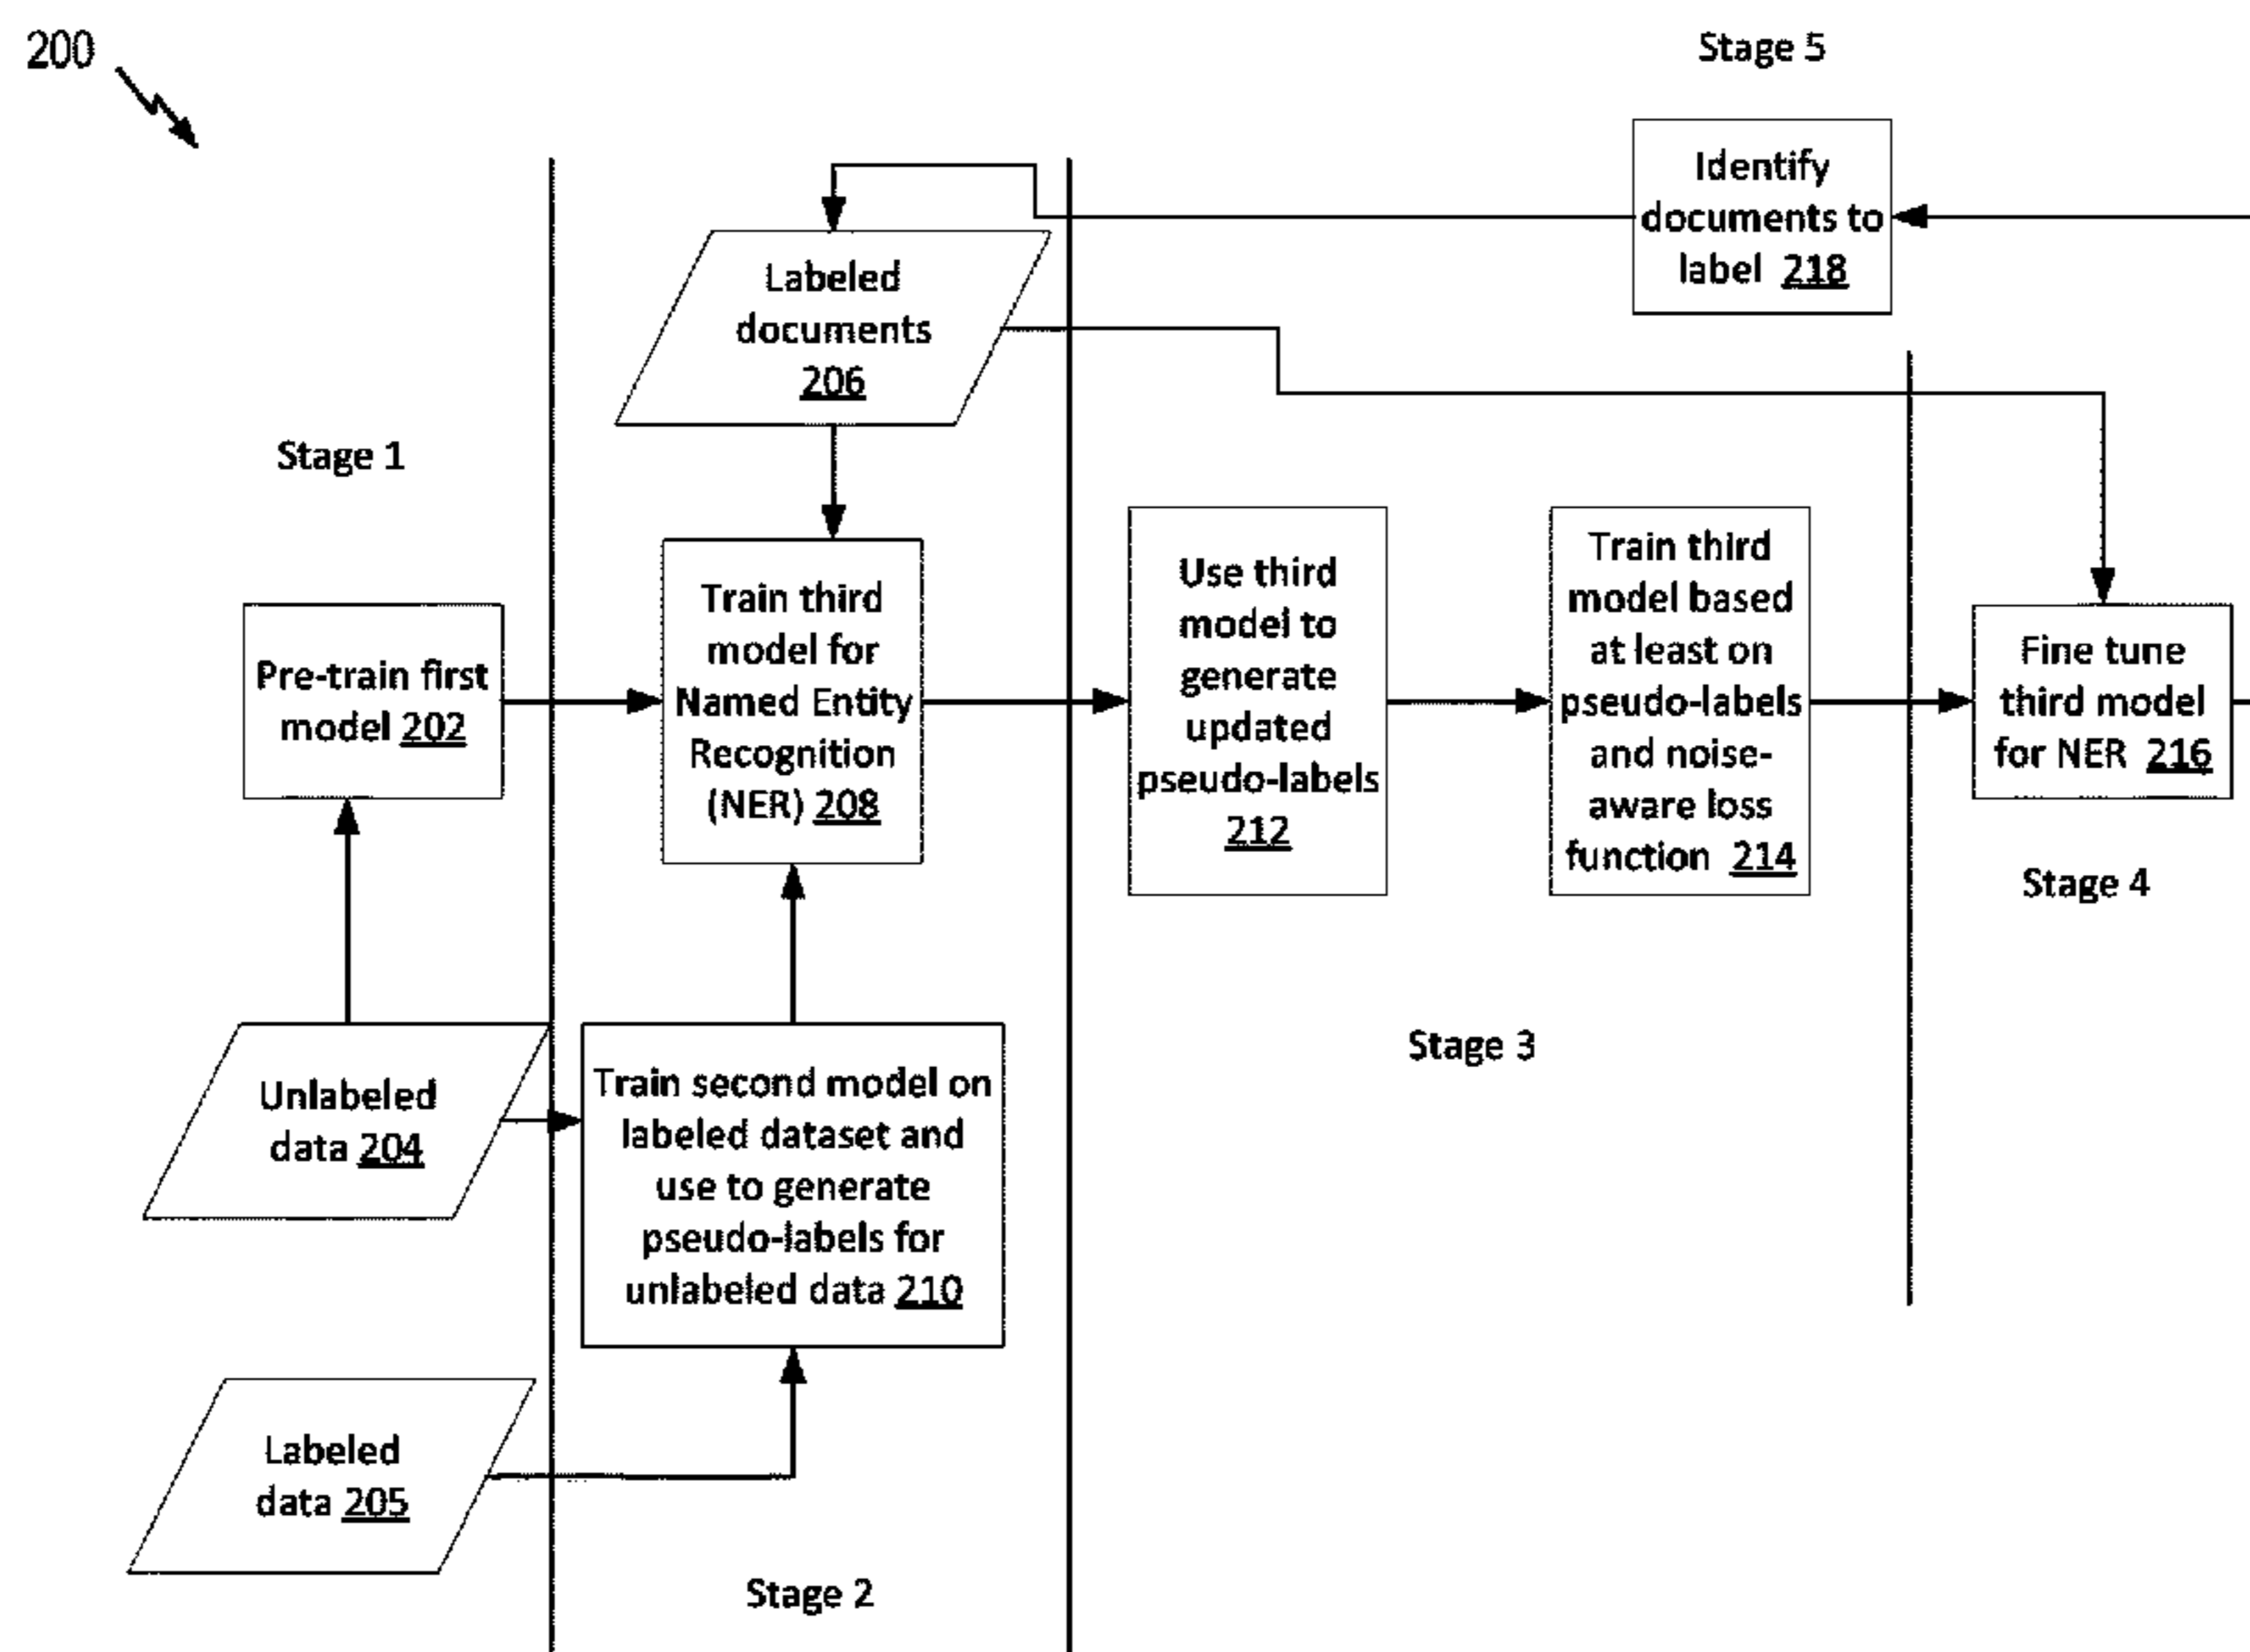 200
Stage 5
Identify
documents to
label 218
Labeled
documents
206
Stage 1
Pre-train first
model 202
Train third
model for
Named Entity
Recognition
(NER) 208
Use third
model to
generate
updated
pseudo-labels
212
Train third
model based
at least on
pseudo-labels
and noise-
aware loss
function 214
Fine tune
third model
for NER 216
Stage 4
Stage 3
Unlabeled
data 204
Train second model on
labeled dataset and
use to generate
pseudo-labels for
unlabeled data 210
Labeled
data 205
Stage 2